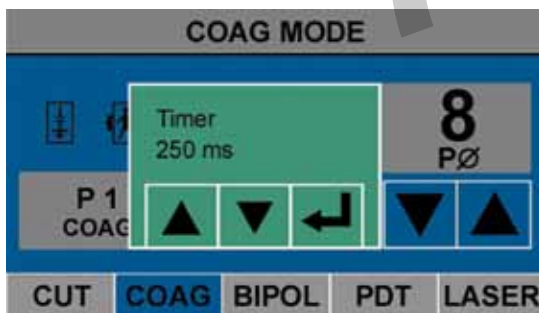 COAG MODE
Timer
250 ms
8
PØ
P 1
COAG
CUT COAG BIPOL PDT LASER